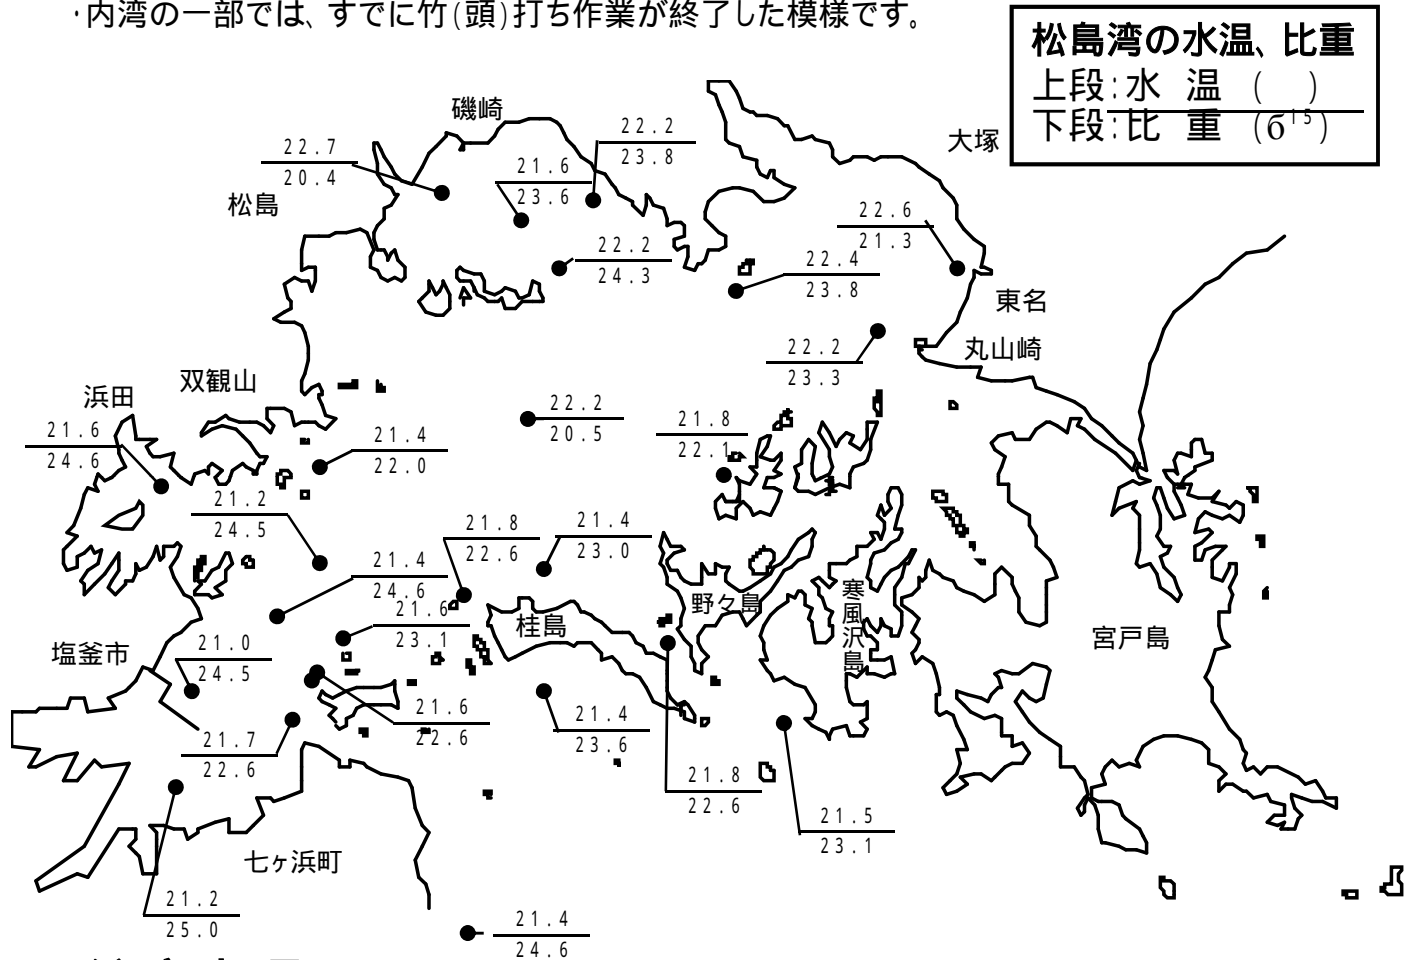 ・内湾の一部では、すでに竹(頭)打ち作業が終了した模様です。
松島湾の水温、比重
上段:水 温 ( )
下段:比 重 (б15)
磯崎
大塚
22.7
20.4
22.2
23.8
21.6
23.6
松島
22.6
21.3
22.2
24.3
22.4
23.8
東名
22.2
23.3
丸山崎
双観山
浜田
21.6
24.6
22.2
20.5
21.8
22.1
21.4
22.0
21.2
24.5
21.8
22.6
21.4
23.0
21.4
24.6
21.6
23.1
桂島
野々島
寒風沢島
宮戸島
塩釜市
21.0
24.5
21.6
22.6
21.4
23.6
21.7
22.6
21.8
22.6
21.5
23.1
七ヶ浜町
21.2
25.0
21.4
24.6